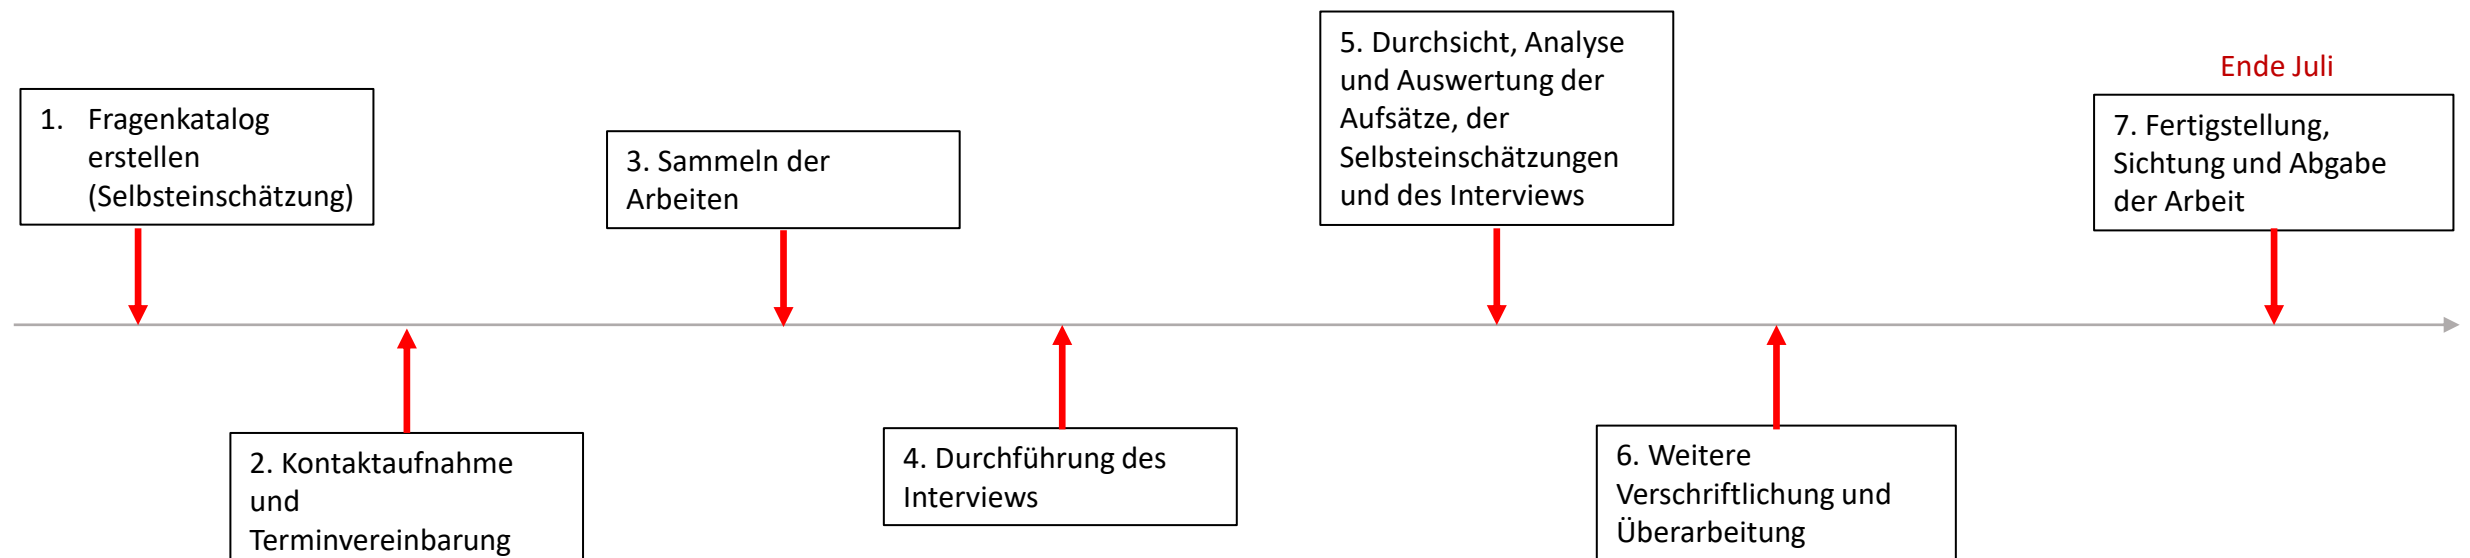 1. Fragenkatalog
erstellen
(Selbsteinschätzung)
2. Kontaktaufnahme
und
Terminvereinbarung
3. Sammeln der
Arbeiten
4. Durchführung des
Interviews
5. Durchsicht, Analyse
und Auswertung der
Aufsätze, der
Selbsteinschätzungen
und des Interviews
6. Weitere
Verschriftlichung und
Überarbeitung
Ende Juli
7. Fertigstellung,
Sichtung und Abgabe
der Arbeit